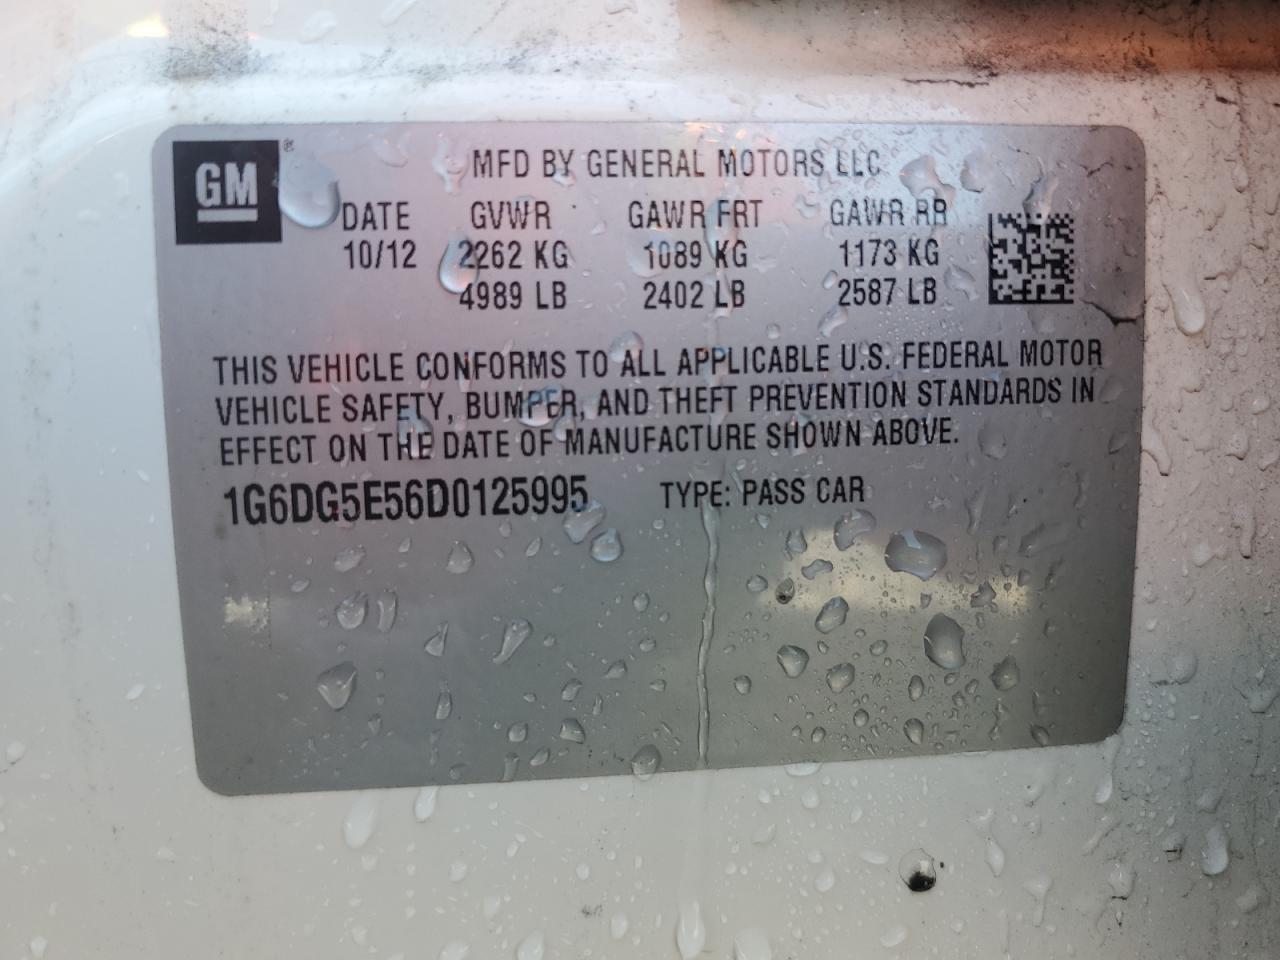 GM ®
MFD BY GENERAL MOTORS LLC
DATE GVWR GAWR FRT GAWR RR
10/12 2262 KG 1089 KG 1173 KG
4989 LB 2402 LB 2587 LB
THIS VEHICLE CONFORMS TO ALL APPLICABLE U.S. FEDERAL MOTOR
VEHICLE SAFETY, BUMPER, AND THEFT PREVENTION STANDARDS IN
EFFECT ON THE DATE OF MANUFACTURE SHOWN ABOVE.
1G6DG5E56D0125995 TYPE: PASS CAR